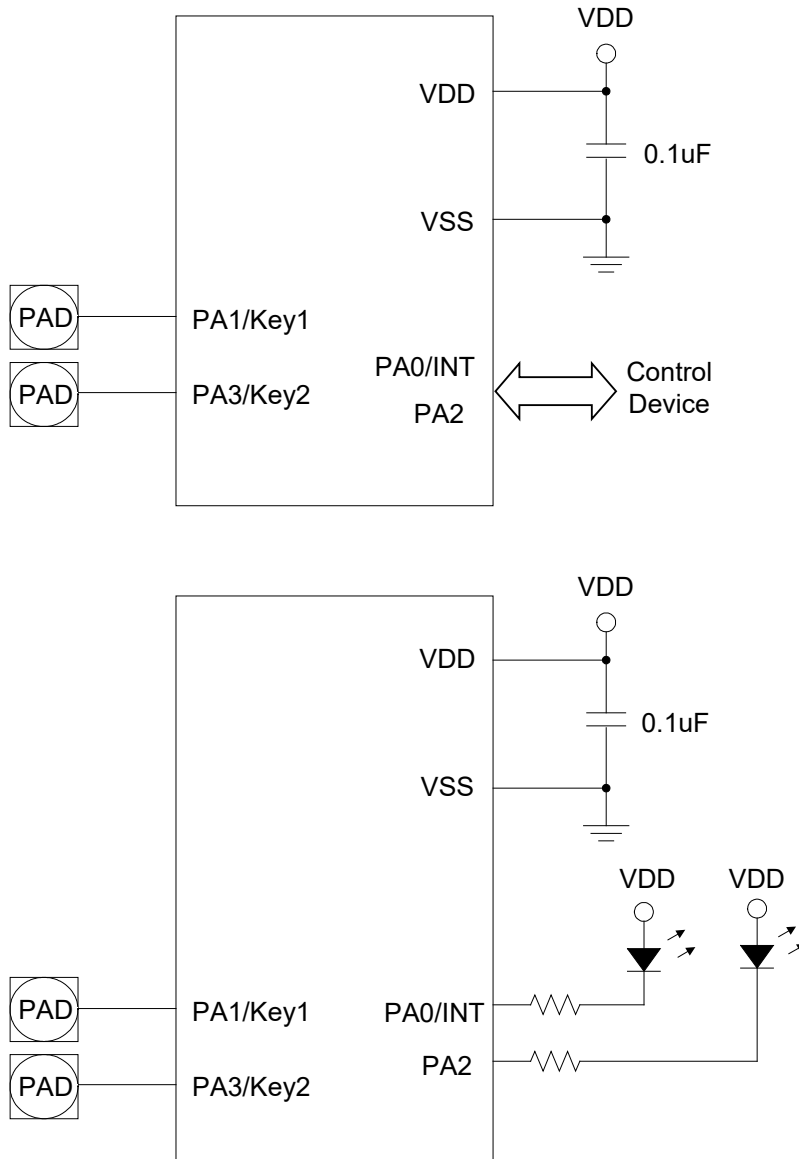 VDD
VDD
0.1uF
VSS
PAD
PA1/Key1
PA0/INT
Control
PAD
PA3/Key2
PA2
Device
VDD
VDD
0.1uF
VSS
VDD
VDD
PAD
PA1/Key1
PA0/INT
PAD
PA3/Key2
PA2